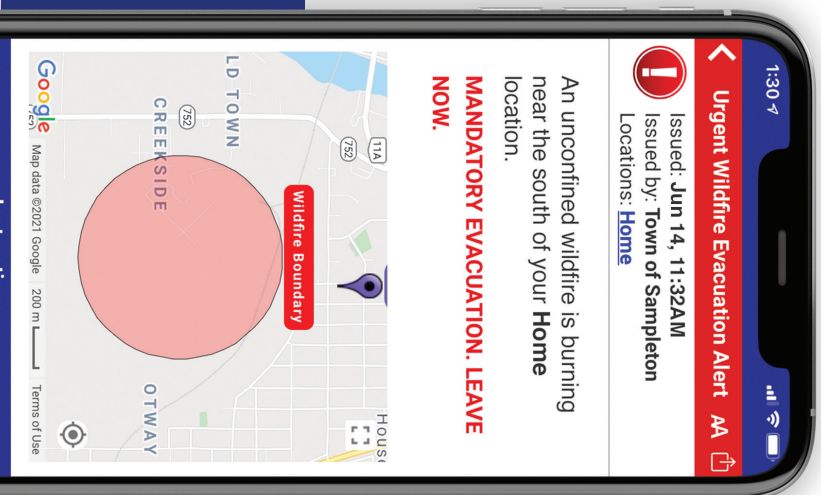 1:30
Urgent Wildfire Evacuation Alert AA
Issued: Jun 14, 11:32AM
Issued by: Town of Sampleton
Locations: Home
An unconfined wildfire is burning
near the south of your Home
location.
MANDATORY EVACUATION. LEAVE
NOW.
11A
752
Wildfire Boundary
752
LD TOWN
CREEKSIDE
OTWAY
Google
Map data ©2021 Google
200 m
Terms of Use